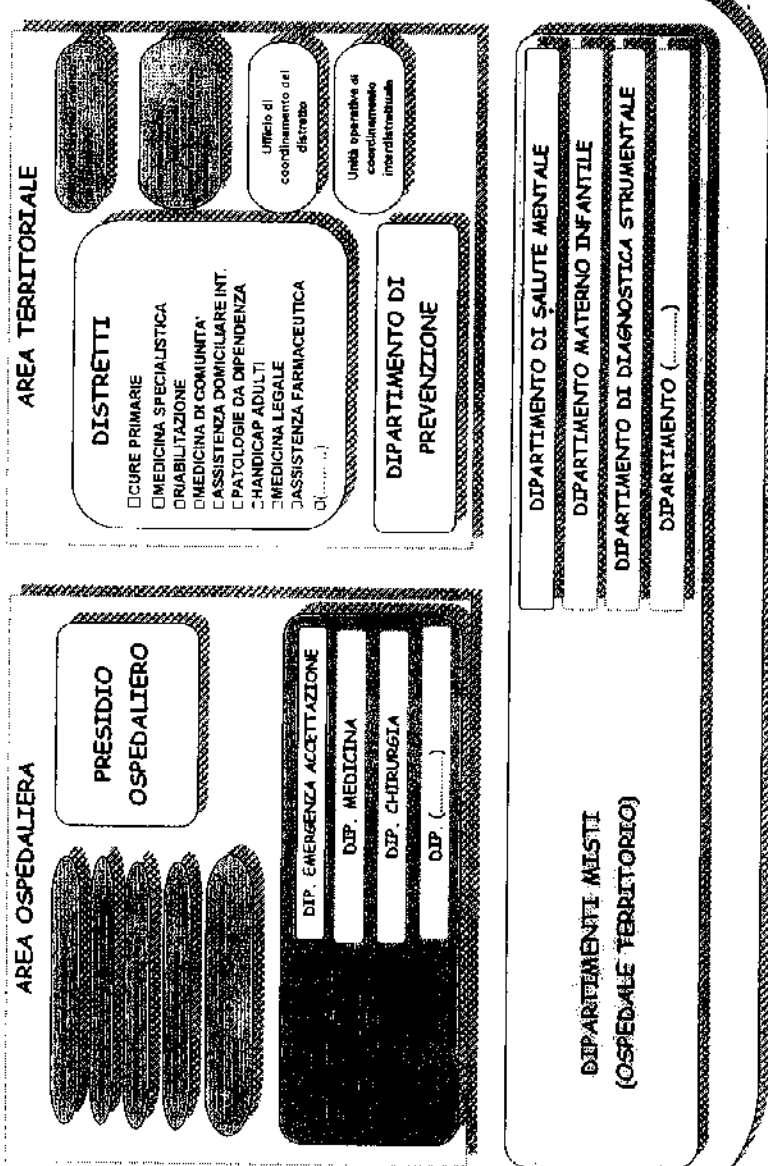 AREA OSPEDALIERA
PRESIDIO
OSPEDALIERO
DIP. EMERGENZA ACCETTAZIONE
DIP. MEDICINA
DIP. CHIRURGIA
DIP. (..........)
AREA TERRITORIALE
DISTRETTI
CURE PRIMARIE
MEDICINA SPECIALISTICA
RIABILITAZIONE
MEDICINA DI COMUNITA'
ASSISTENZA DOMICILIARE INT.
PATOLOGIE DA DIPENDENZA
HANDICAP ADULTI
MEDICINA LEGALE
ASSISTENZA FARMACEUTICA
(.........)
Ufficio di
coordinamento del
distretto
Unità operative di
coordinamento
interdistrettuale
DIPARTIMENTO DI
PREVENZIONE
DIPARTIMENTI MISTI
(OSPEDALE TERRITORIO)
DIPARTIMENTO DI SALUTE MENTALE
DIPARTIMENTO MATERNO INFANTILE
DIPARTIMENTO DI DIAGNOSTICA STRUMENTALE
DIPARTIMENTO (.........)